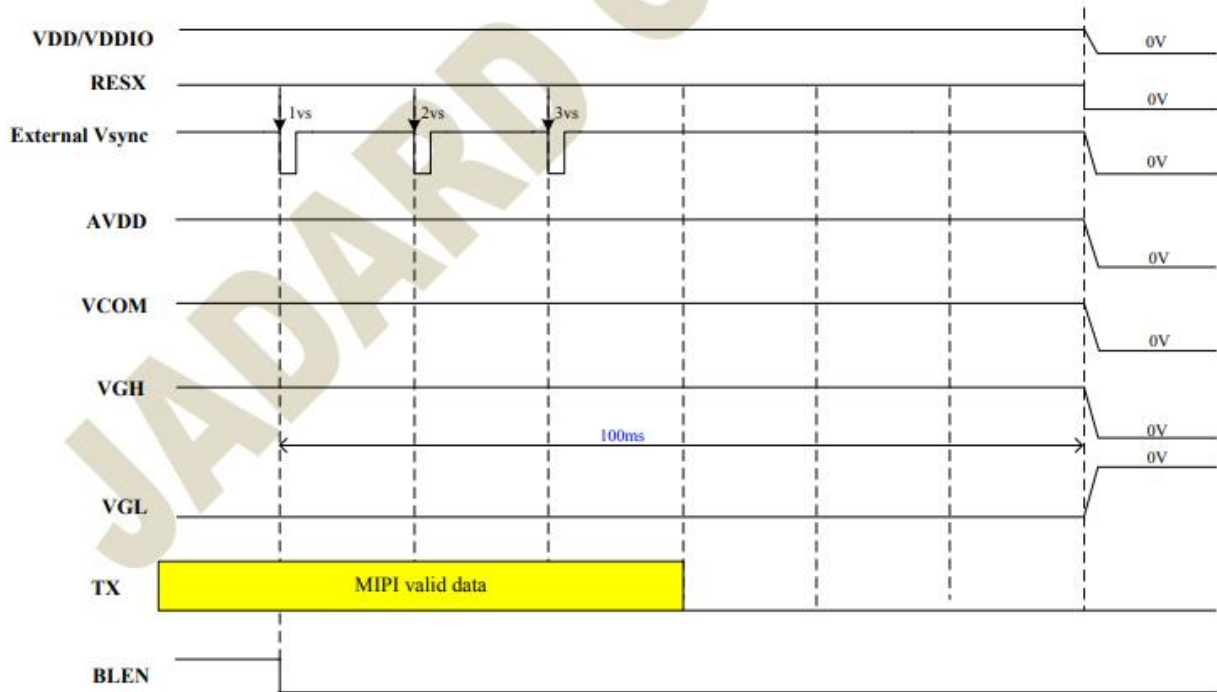 VDD/VDDIO
0V
RESX
0V
1vs 2vs 3vs
External Vsync
0V
AVDD
0V
VCOM
0V
VGH
0V
100ms
0V
VGL
TX MIPI valid data
BLEN
JADARD